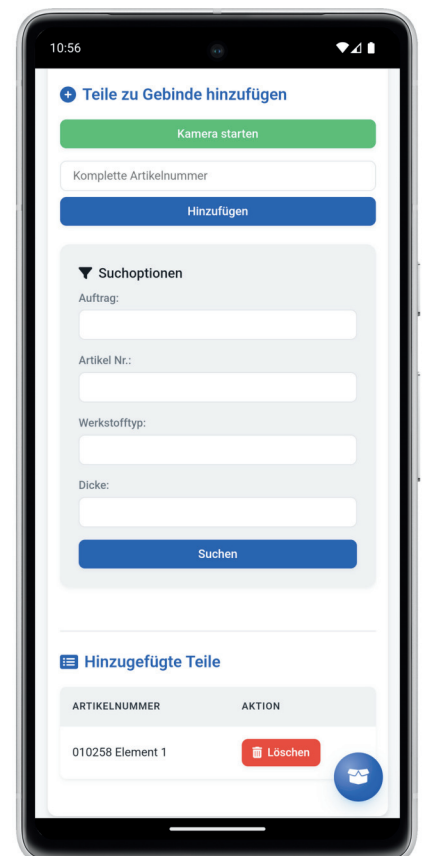 10:56
Teile zu Gebinde hinzufügen
Kamera starten
Komplette Artikelnummer
Hinzufügen
Suchoptionen
Auftrag:
Artikel Nr.:
Werkstofftyp:
Dicke:
Suchen
Hinzugefügte Teile
ARTIKELNUMMER AKTION
010258 Element 1 Löschen